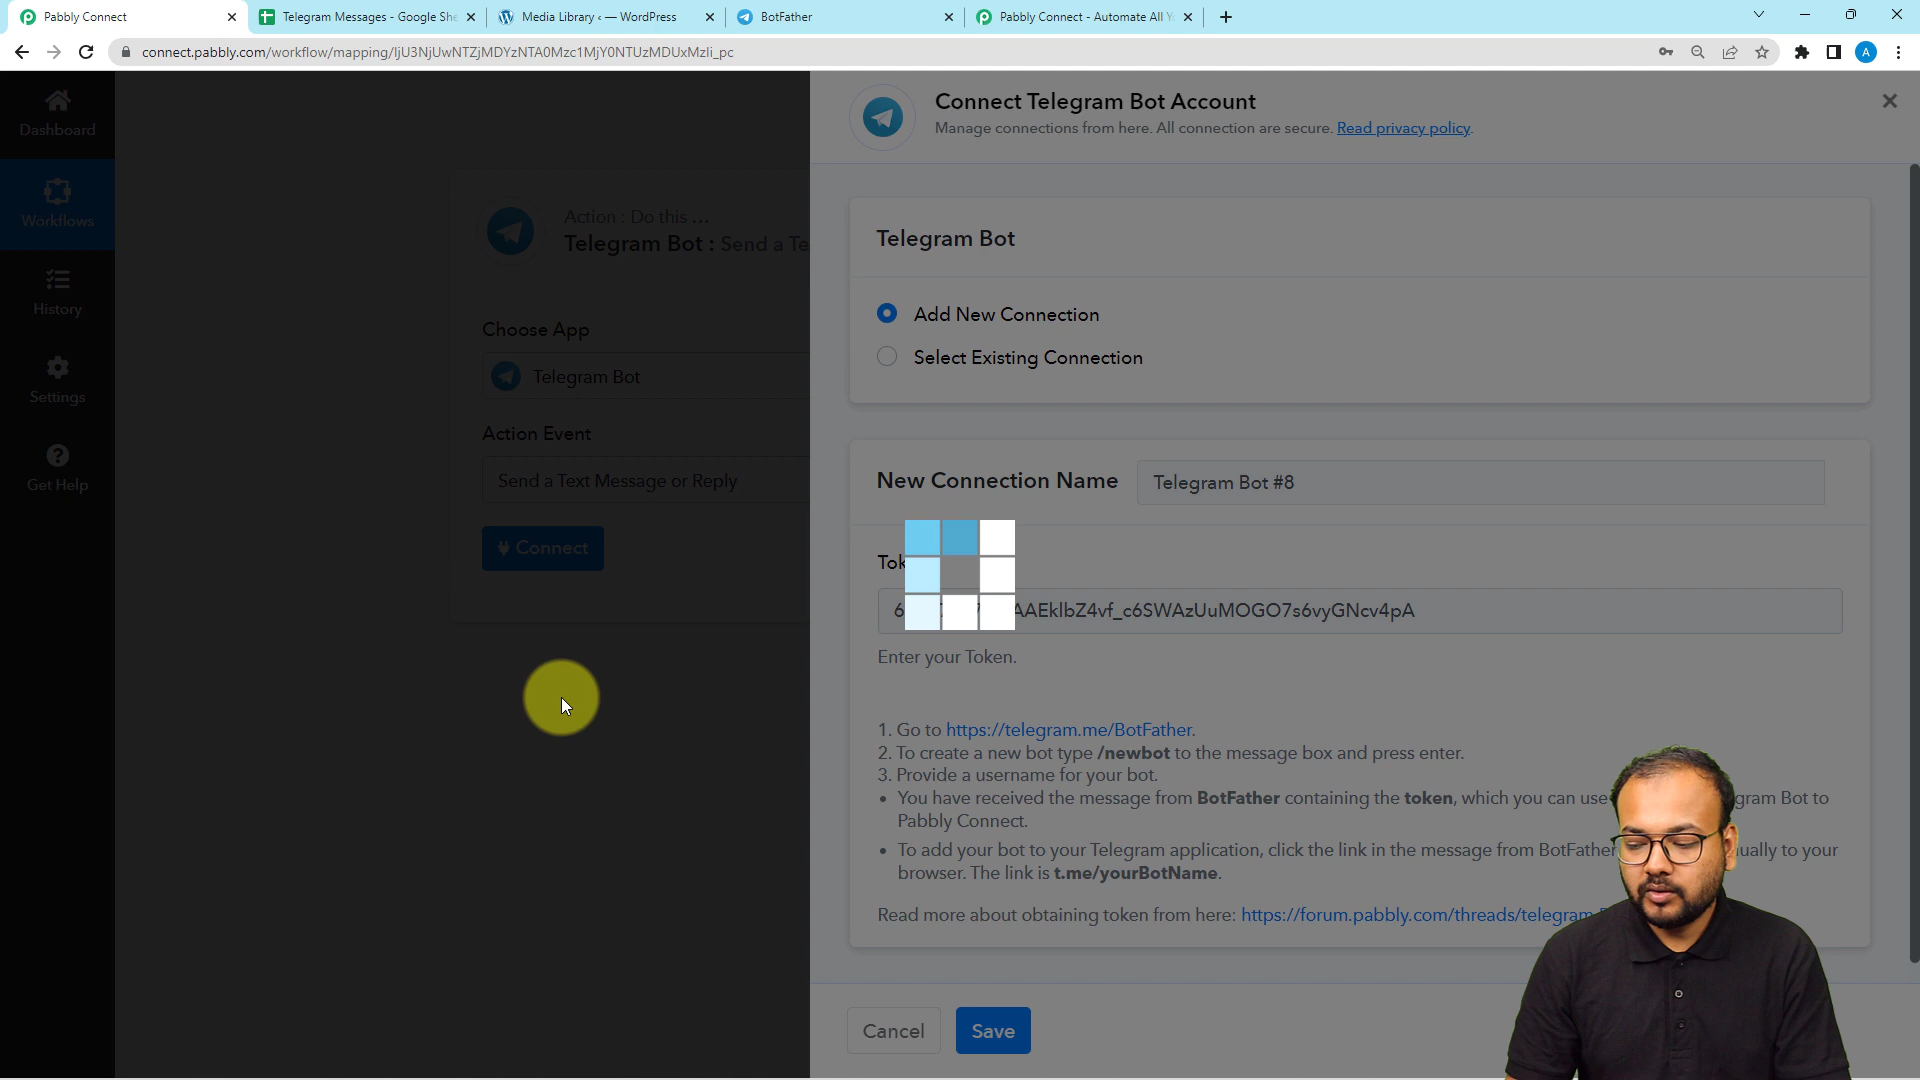 Pabbly Connect
Telegram Messages - Google She
Media Library ‹ — WordPress
BotFather
Pabbly Connect - Automate All Y
connect.pabbly.com/workflow/mapping/IjU3NjUwNTZjMDYzNTA0Mzc1MjY0NTUzMDUxMzIi_pc
A
Dashboard
Workflows
History
Settings
Get Help
Action : Do this ...
Telegram Bot : Send a Te
Choose App
Telegram Bot
Action Event
Send a Text Message or Reply
Connect
Connect Telegram Bot Account
Manage connections from here. All connection are secure. Read privacy policy.
Telegram Bot
Add New Connection
Select Existing Connection
New Connection Name
Telegram Bot #8
Tok
AAEklbZ4vf_c6SWAzUuMOGO7s6vyGNcv4pA
Enter your Token.
1. Go to https://telegram.me/BotFather.
2. To create a new bot type /newbot to the message box and press enter.
3. Provide a username for your bot.
• You have received the message from BotFather containing the token, which you can use gram Bot to
Pabbly Connect.
• To add your bot to your Telegram application, click the link in the message from BotFather ually to your
browser. The link is t.me/yourBotName.
Read more about obtaining token from here: https://forum.pabbly.com/threads/telegram
Cancel
Save